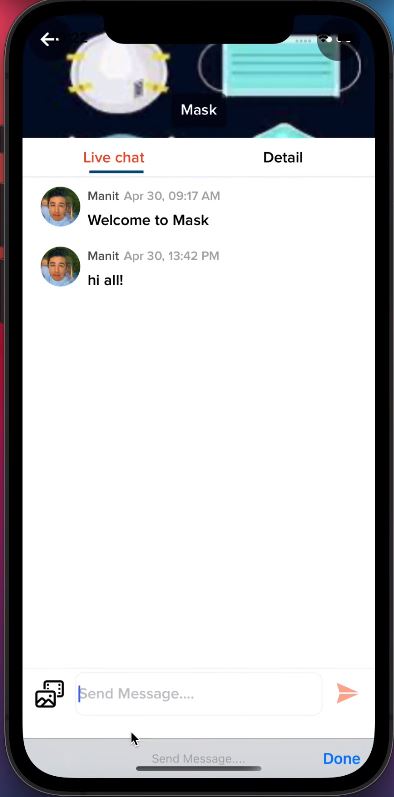 Mask
Live chat
Detail
Manit Apr 30, 09:17 AM
Welcome to Mask
Manit Apr 30, 13:42 PM
hi all!
Send Message....
Send Message....
Done